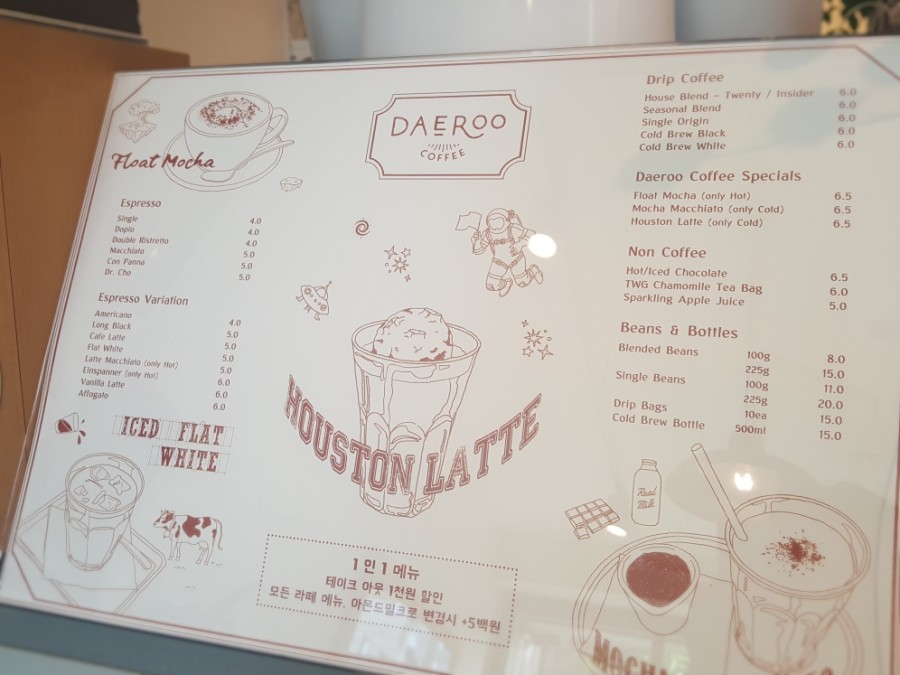 DAEROO
COFFEE
Float Mocha
Espresso
Single 4.0
Doplo 4.0
Double Ristretto 4.0
Macchiato 5.0
Con Panna 5.0
Dr. Cho 5.0
Espresso Variation
Americano 4.0
Long Black 5.0
Cafe Latte 5.0
Flat White 5.0
Latte Macchiato (only Hot) 5.0
Einspanner (only Hot) 6.0
Vanilla Latte 6.0
Affogato 6.0
ICED FLAT
WHITE
HOUSTON LATTE
1인 1메뉴
테이크 아웃 1천원 할인
모든 라떼 메뉴, 아몬드밀크로 변경시 +5백원
Drip Coffee
House Blend - Twenty / Insider 6.0
Seasonal Blend 6.0
Single Origin 6.0
Cold Brew Black 6.0
Cold Brew White 6.0
Daeroo Coffee Specials
Float Mocha (only Hot) 6.5
Mocha Macchiato (only Cold) 6.5
Houston Latte (only Cold) 6.5
Non Coffee
Hot/Iced Chocolate 6.5
TWG Chamomile Tea Bag 6.0
Sparkling Apple Juice 5.0
Beans & Bottles
Blended Beans 100g 8.0
225g 15.0
Single Beans 100g 11.0
225g 20.0
Drip Bags 10ea 15.0
Cold Brew Bottle 500ml 15.0
Real
Milk